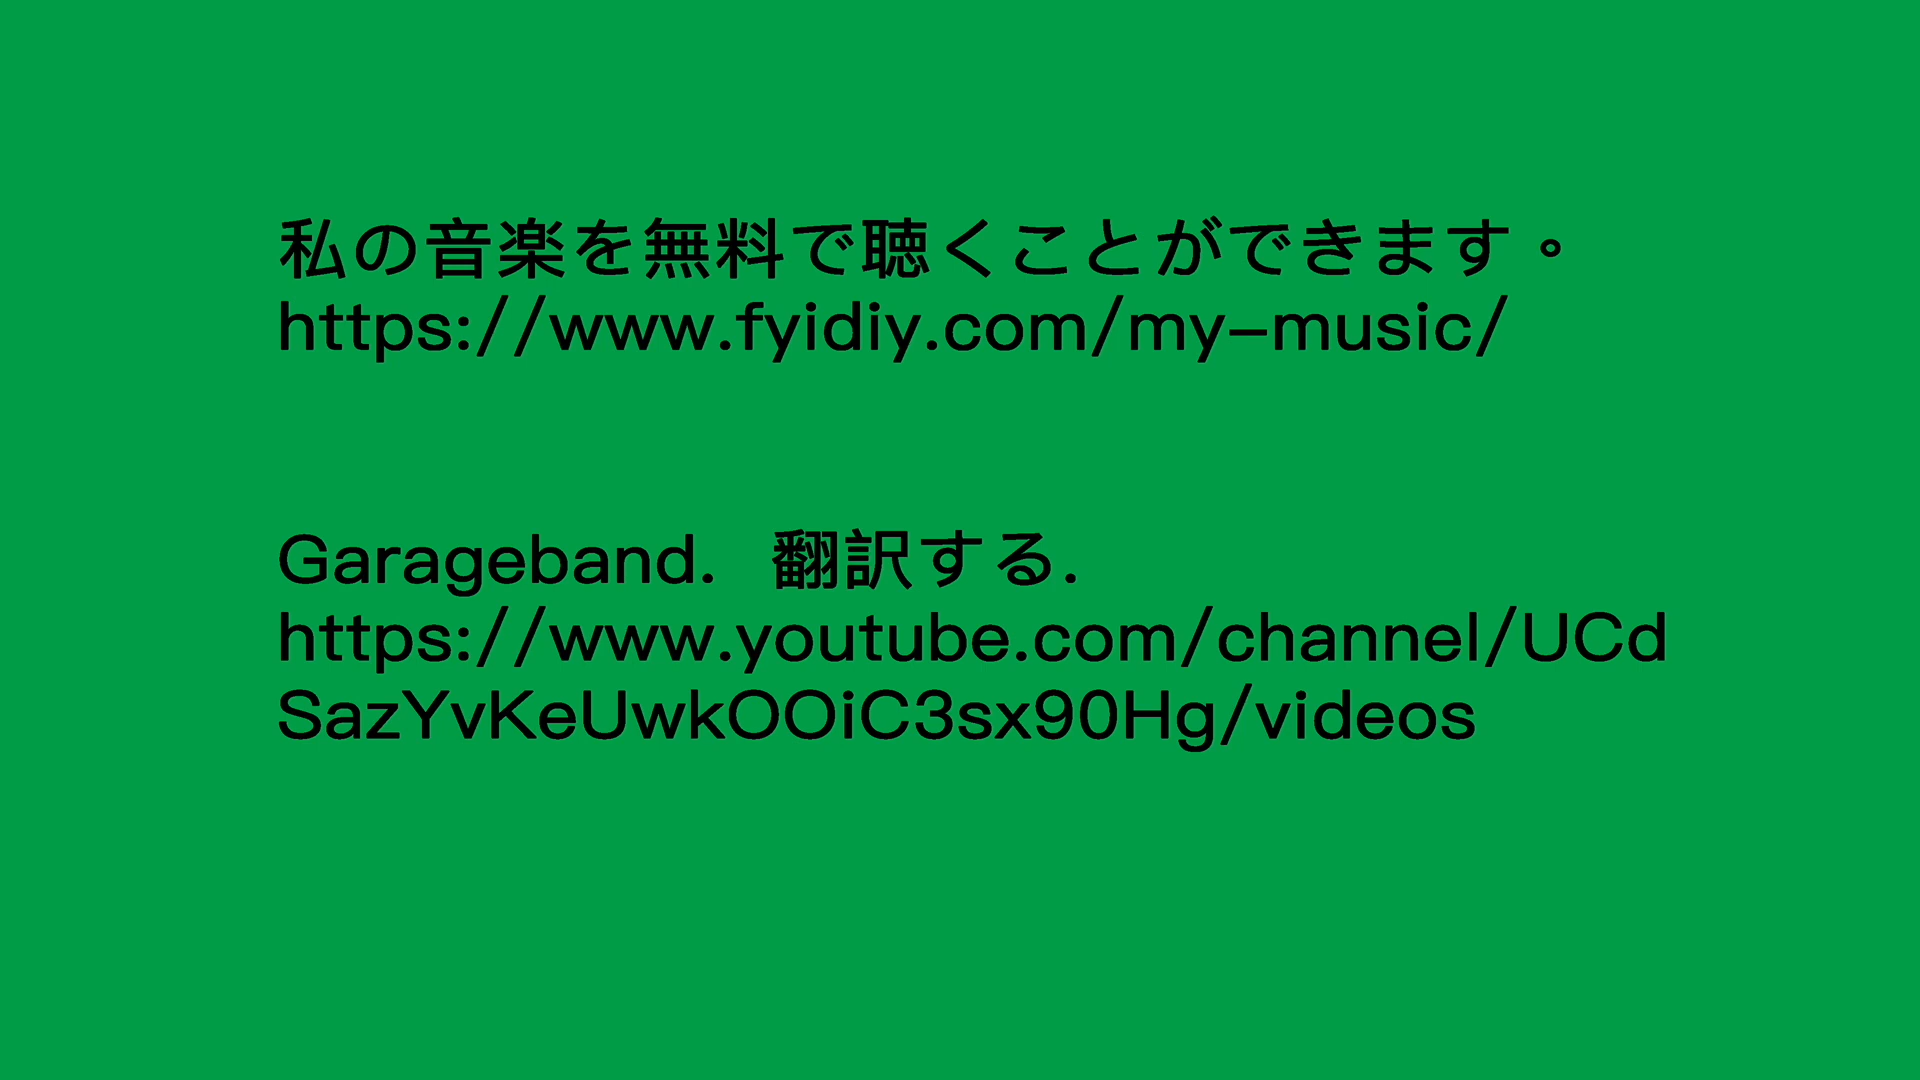 私の音楽を無料で聴くことができます。
https://www.fyidiy.com/my-music/
Garageband.  翻訳する.
https://www.youtube.com/channel/UCd
SazYvKeUwkOOiC3sx90Hg/videos